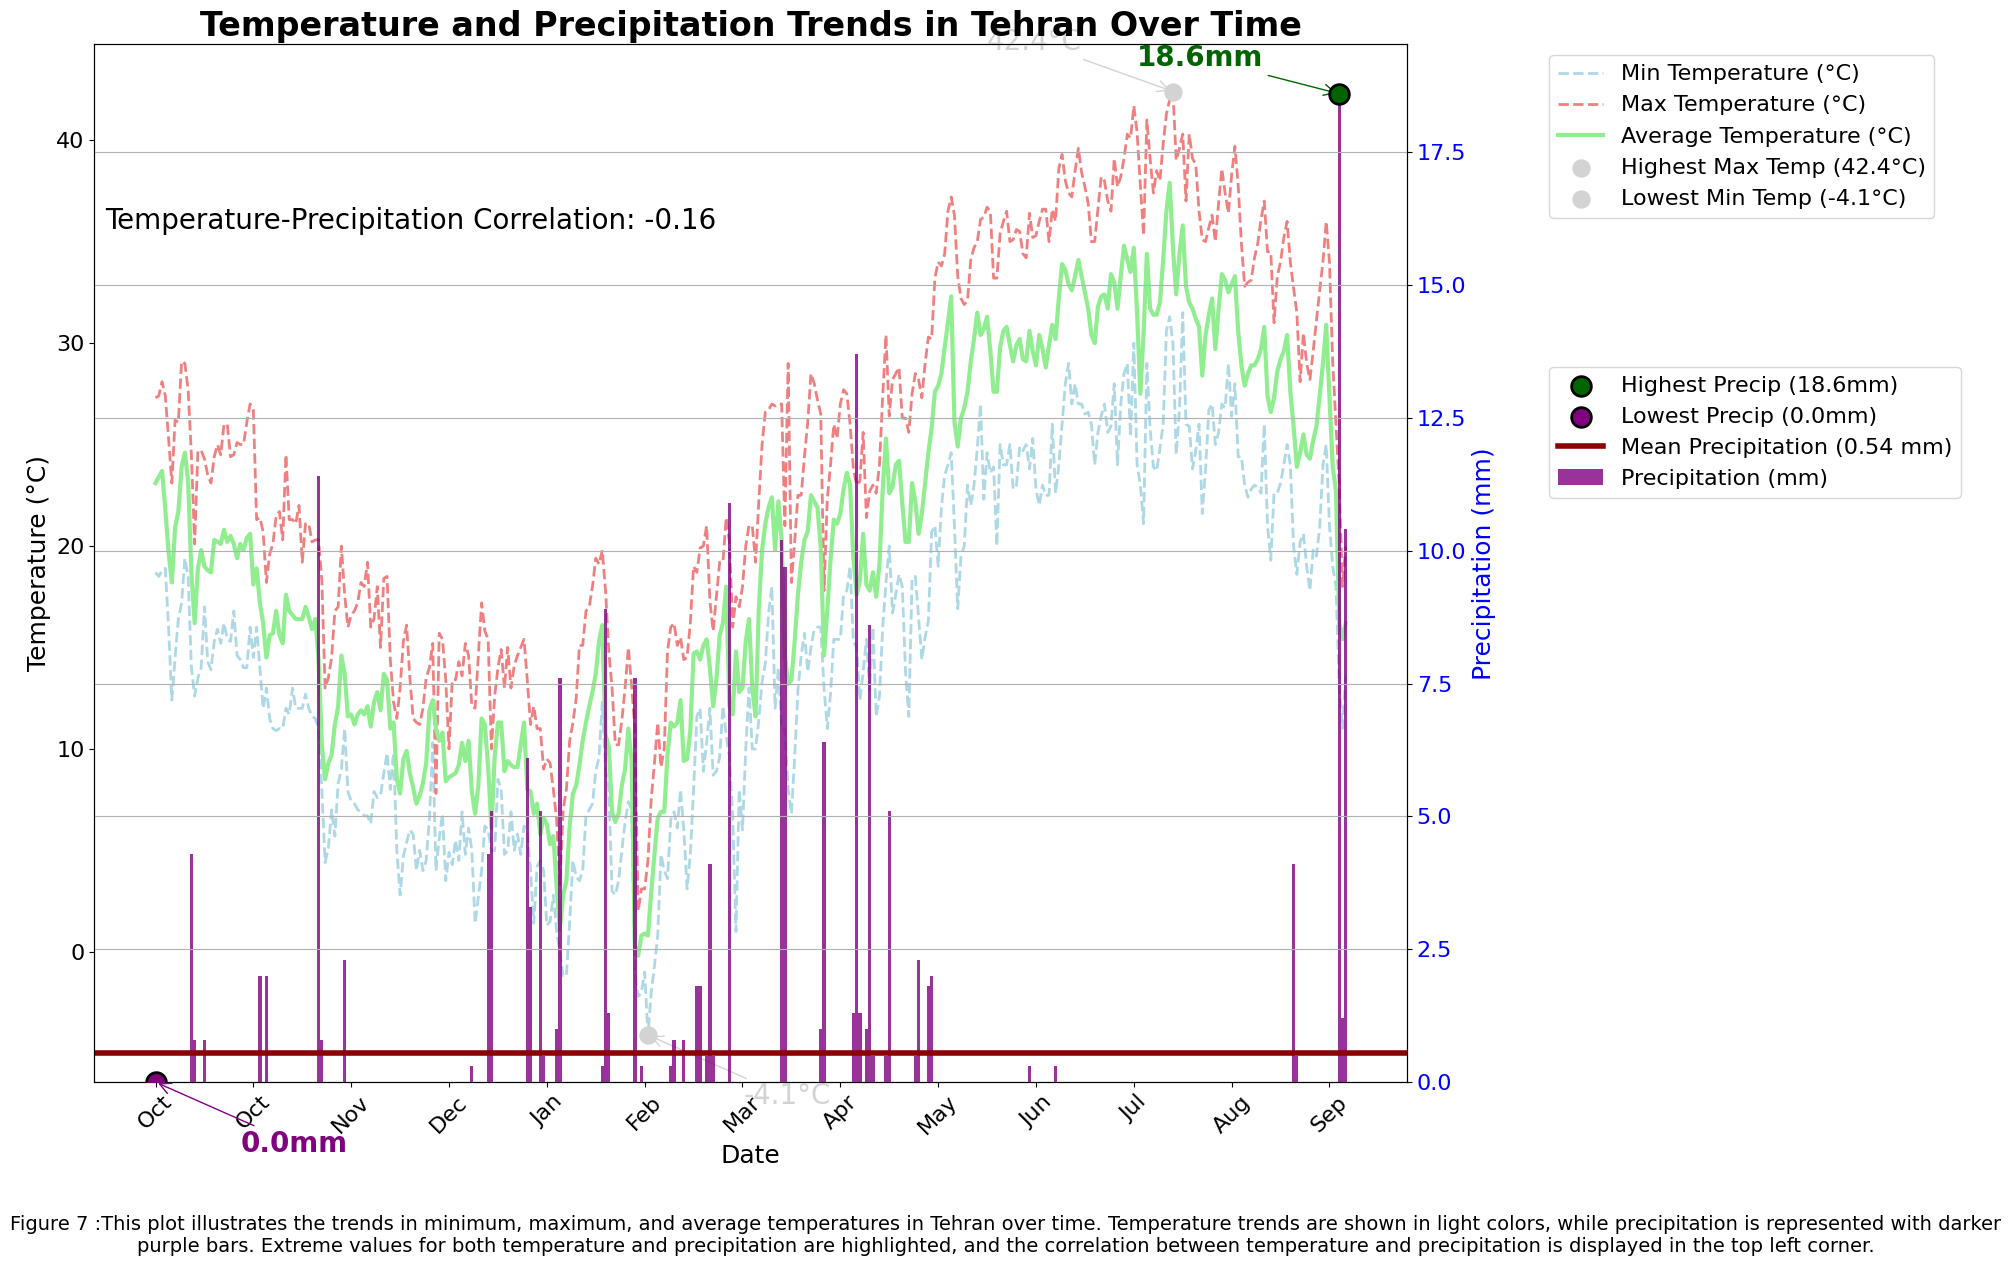 Temperature and Precipitation Trends in Tehran Over Time
42.4°C
18.6mm
Temperature-Precipitation Correlation: -0.16
Temperature (°C)
40
30
20
10
0
Precipitation (mm)
17.5
15.0
12.5
10.0
7.5
5.0
2.5
0.0
-4.1°C
0.0mm
Oct
Oct
Nov
Dec
Jan
Feb
Mar
Apr
May
Jun
Jul
Aug
Sep
Date
Min Temperature (°C)
Max Temperature (°C)
Average Temperature (°C)
Highest Max Temp (42.4°C)
Lowest Min Temp (-4.1°C)
Highest Precip (18.6mm)
Lowest Precip (0.0mm)
Mean Precipitation (0.54 mm)
Precipitation (mm)
Figure 7 :This plot illustrates the trends in minimum, maximum, and average temperatures in Tehran over time. Temperature trends are shown in light colors, while precipitation is represented with darker
purple bars. Extreme values for both temperature and precipitation are highlighted, and the correlation between temperature and precipitation is displayed in the top left corner.